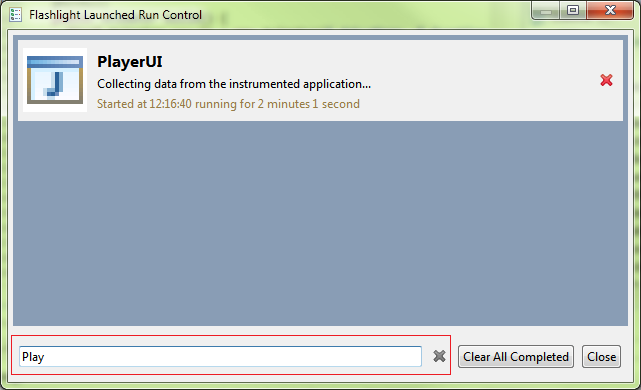 Flashlight Launched Run Control
PlayerUI
Collecting data from the instrumented application...
Started at 12:16:40 running for 2 minutes 1 second
Play
Clear All Completed
Close